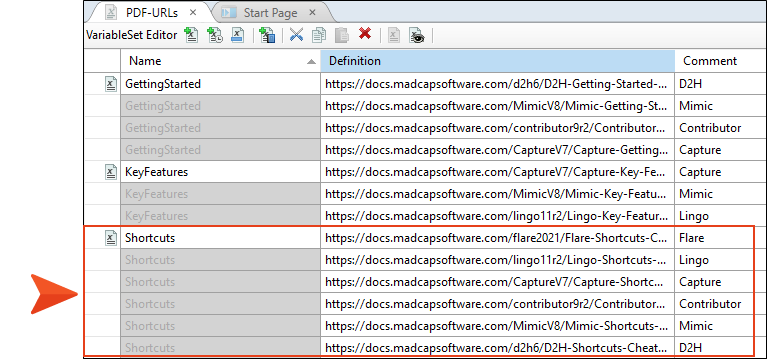 PDF-URLs × Start Page ×
VariableSet Editor
Name Definition Comment
GettingStarted https://docs.madcapsoftware.com/d2h6/D2H-Getting-Started-... D2H
GettingStarted https://docs.madcapsoftware.com/MimicV8/Mimic-Getting-St... Mimic
GettingStarted https://docs.madcapsoftware.com/contributor9r2/Contributor... Contributor
GettingStarted https://docs.madcapsoftware.com/CaptureV7/Capture-Getting... Capture
KeyFeatures https://docs.madcapsoftware.com/CaptureV7/Capture-Key-Fe... Capture
KeyFeatures https://docs.madcapsoftware.com/MimicV8/Mimic-Key-Featu... Mimic
KeyFeatures https://docs.madcapsoftware.com/lingo11r2/Lingo-Key-Featur... Lingo
Shortcuts https://docs.madcapsoftware.com/flare2021/Flare-Shortcuts-C... Flare
Shortcuts https://docs.madcapsoftware.com/lingo11r2/Lingo-Shortcuts-... Lingo
Shortcuts https://docs.madcapsoftware.com/CaptureV7/Capture-Shortc... Capture
Shortcuts https://docs.madcapsoftware.com/contributor9r2/Contributor... Contributor
Shortcuts https://docs.madcapsoftware.com/MimicV8/Mimic-Shortcuts-... Mimic
Shortcuts https://docs.madcapsoftware.com/d2h6/D2H-Shortcuts-Cheat... D2H